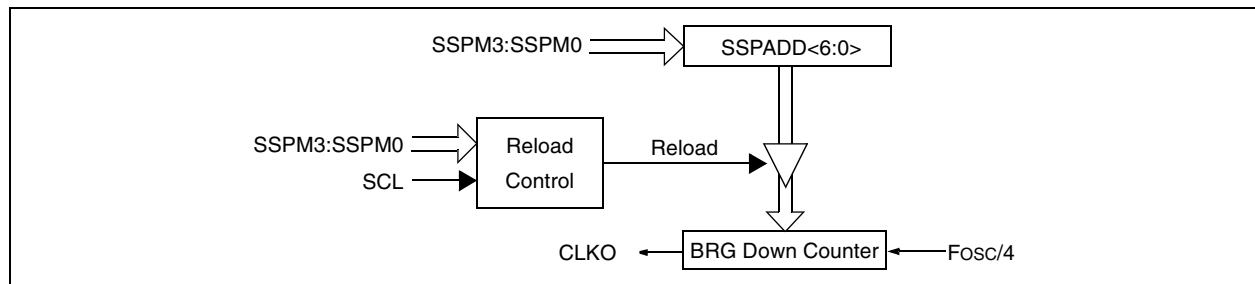 SSPM3:SSPM0
SSPADD<6:0>
SSPM3:SSPM0
SCL
Reload
Control
Reload
CLKO
BRG Down Counter
FOSC/4